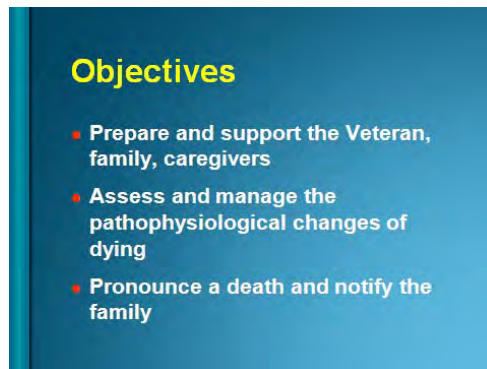 Objectives
Prepare and support the Veteran,
family, caregivers
Assess and manage the
pathophysiological changes of
dying
Pronounce a death and notify the
family